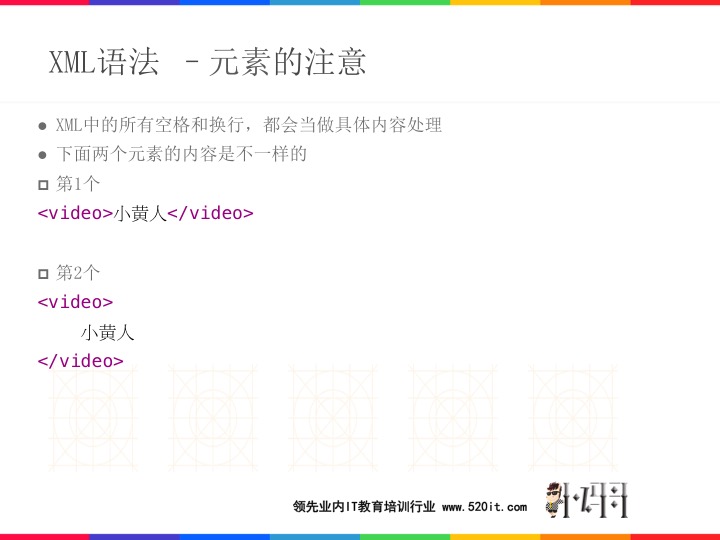 XML语法 – 元素的注意
XML中的所有空格和换行，都会当做具体内容处理
下面两个元素的内容是不一样的
第1个
<video>小黄人</video>
第2个
<video>
小黄人
</video>
领先业内IT教育培训行业 www.520it.com
小码哥